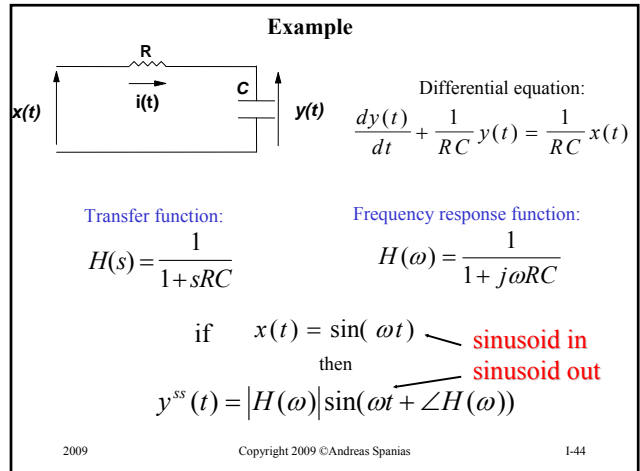 Example
R
i(t)
C
x(t)
y(t)
Differential equation:
dy(t)/dt + 1/RC y(t) = 1/RC x(t)
Transfer function:
H(s) = 1/(1 + sRC)
Frequency response function:
H(ω) = 1/(1 + jωRC)
if x(t) = sin( ωt)
sinusoid in
then
sinusoid out
y^ss (t) = |H(ω)| sin(ωt + ∠H(ω))
2009 Copyright 2009 ©Andreas Spanias I-44